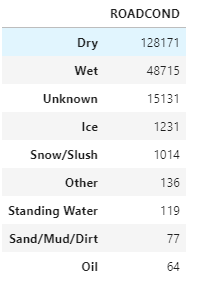 ROADCOND
Dry 128171
Wet 48715
Unknown 15131
Ice 1231
Snow/Slush 1014
Other 136
Standing Water 119
Sand/Mud/Dirt 77
Oil 64